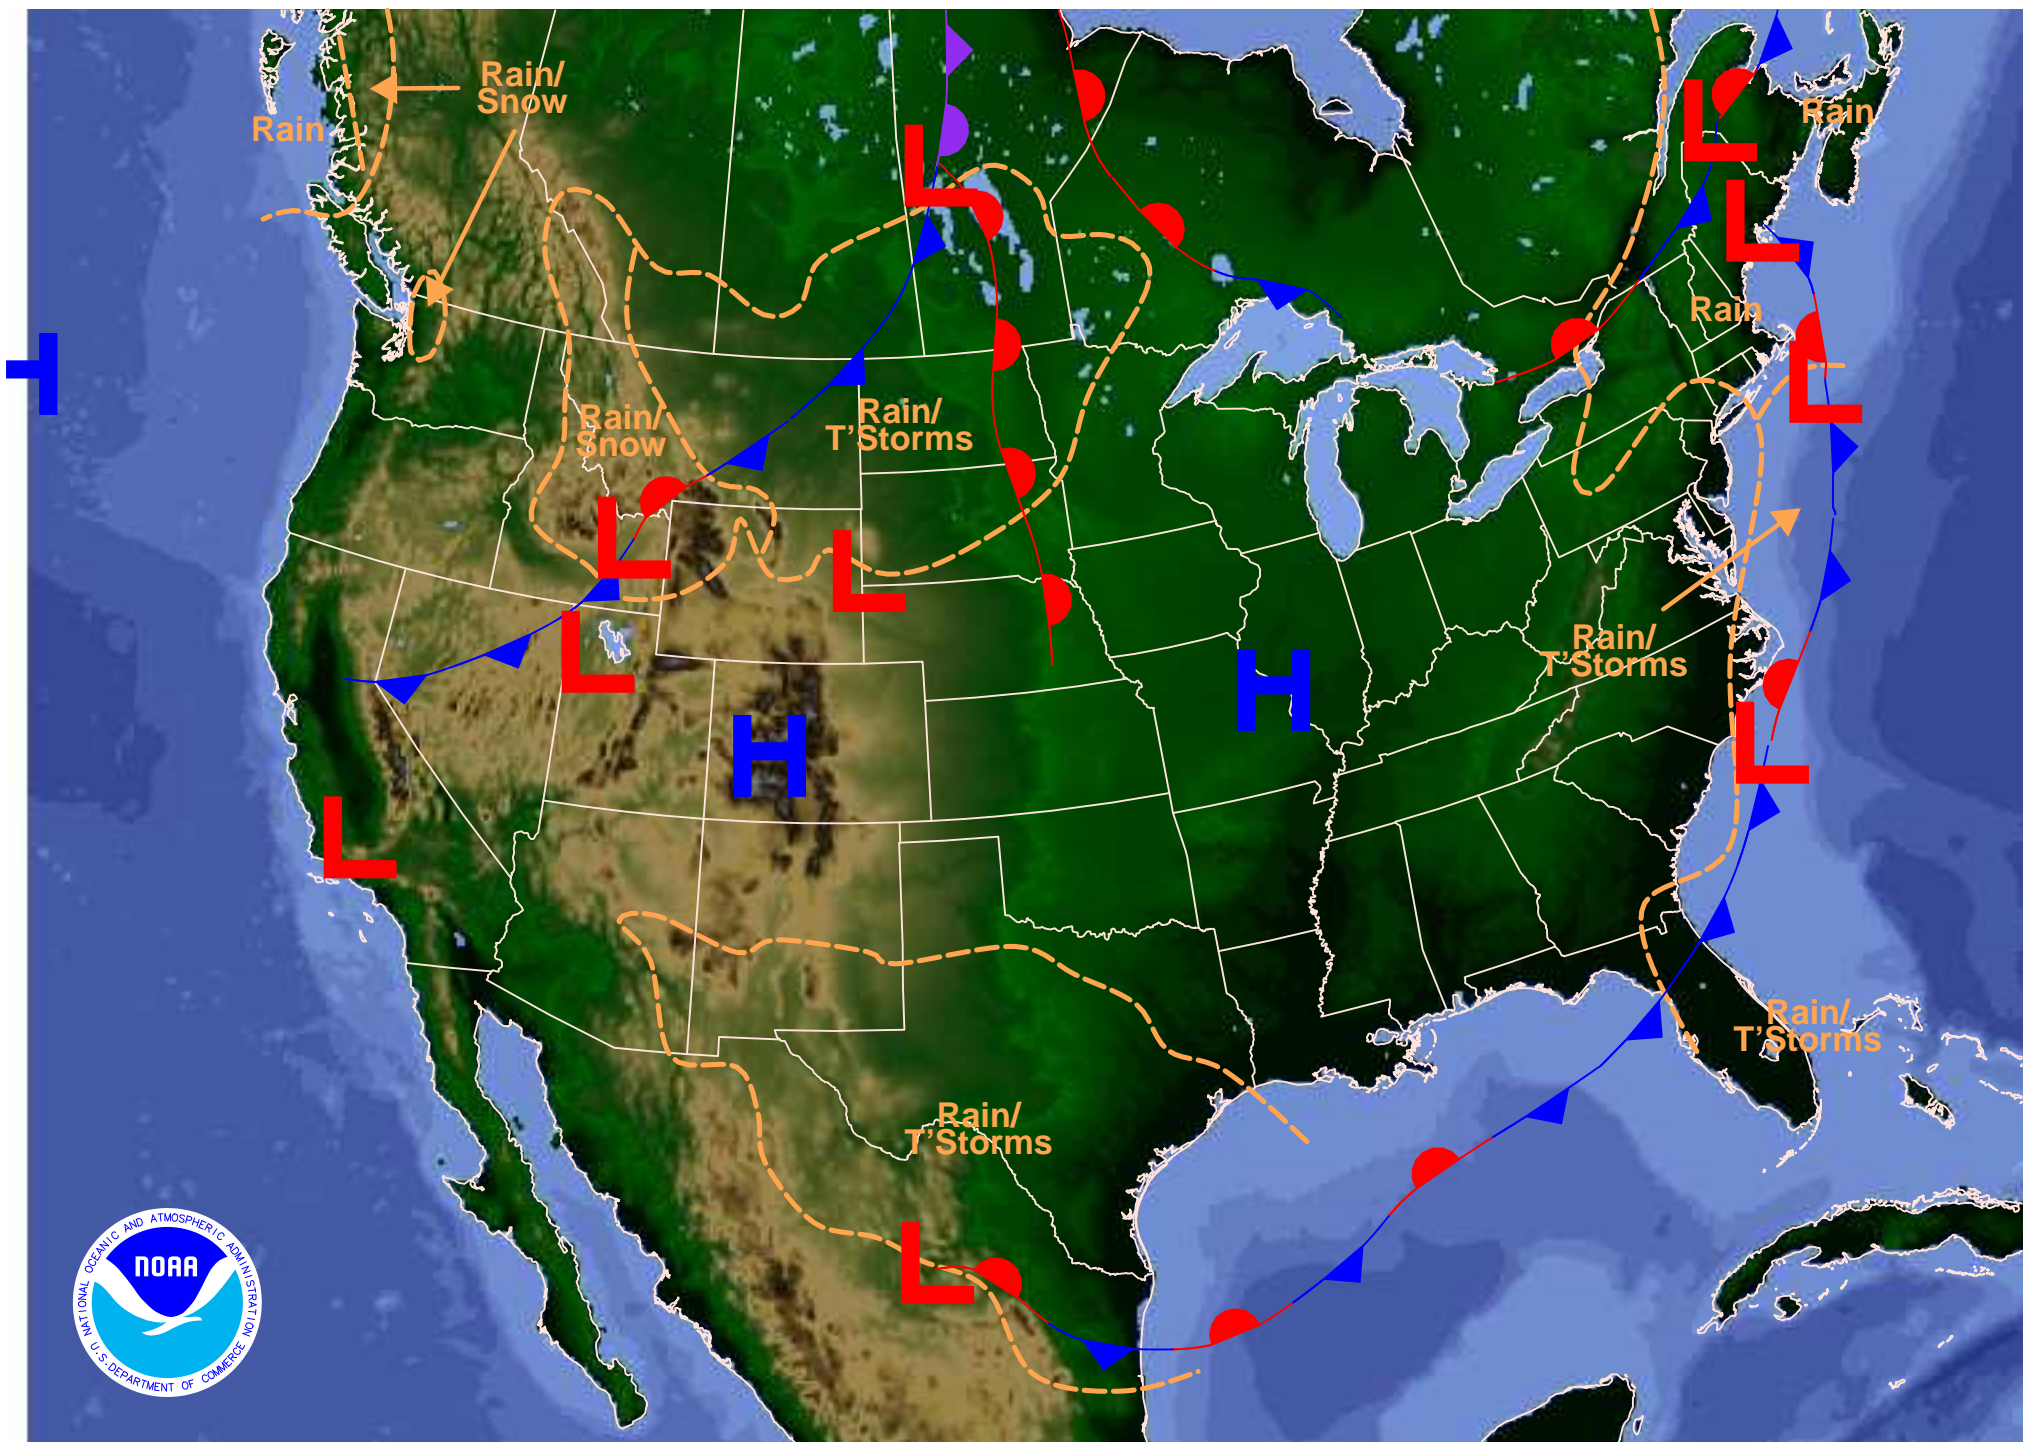 Rain/
Snow
Rain
Rain
L
L
L
Rain
H
L
Rain/
Snow
Rain/
T'Storms
L
L
L
Rain/
T'Storms
H
H
L
L
Rain/
T'Storms
Rain/
T'Storms
L
NATIONAL OCEANIC AND ATMOSPHERIC ADMINISTRATION
NOAA
U.S. DEPARTMENT OF COMMERCE